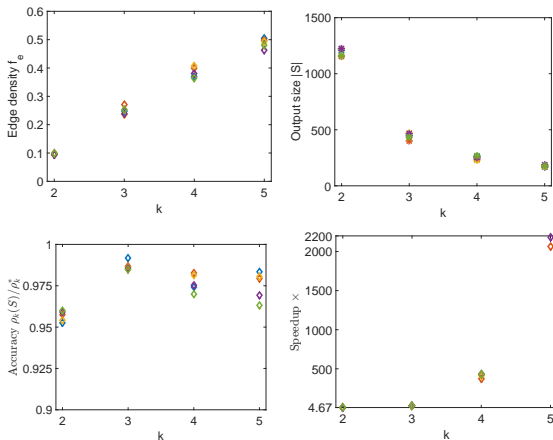 0.6
0.5
0.4
0.3
0.2
0.1
0
Edge density f_e
2 3 4 5
k
1500
1000
500
0
Output size |S|
2 3 4 5
k
1
0.975
0.95
0.925
0.9
Accuracy ρ_k(S)/ρ_k^*
2 3 4 5
k
2200
2000
1500
1000
500
4.67
Speedup ×
2 3 4 5
k